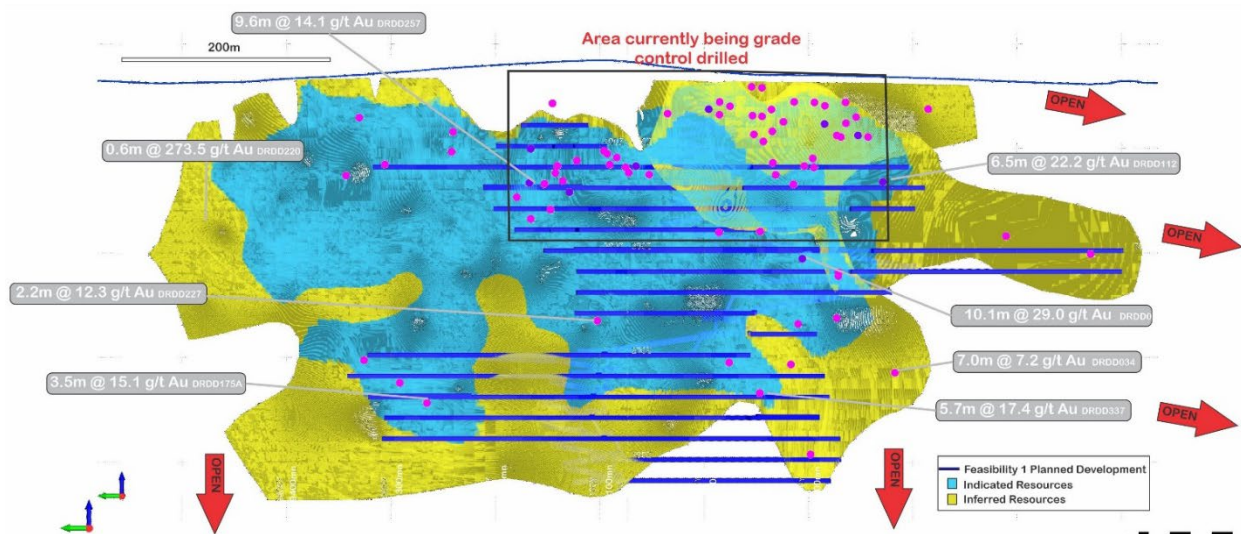 9.6m @ 14.1 g/t Au DRDD257
200m
Area currently being grade
control drilled
OPEN
0.6m @ 273.5 g/t Au DRDD220
6.5m @ 22.2 g/t Au DRDD112
OPEN
2.2m @ 12.3 g/t Au DRDD227
10.1m @ 29.0 g/t Au DRDD0
7.0m @ 7.2 g/t Au DRDD034
3.5m @ 15.1 g/t Au DRDD175A
5.7m @ 17.4 g/t Au DRDD337
OPEN
OPEN
OPEN
Feasibility 1 Planned Development
Indicated Resources
Inferred Resources